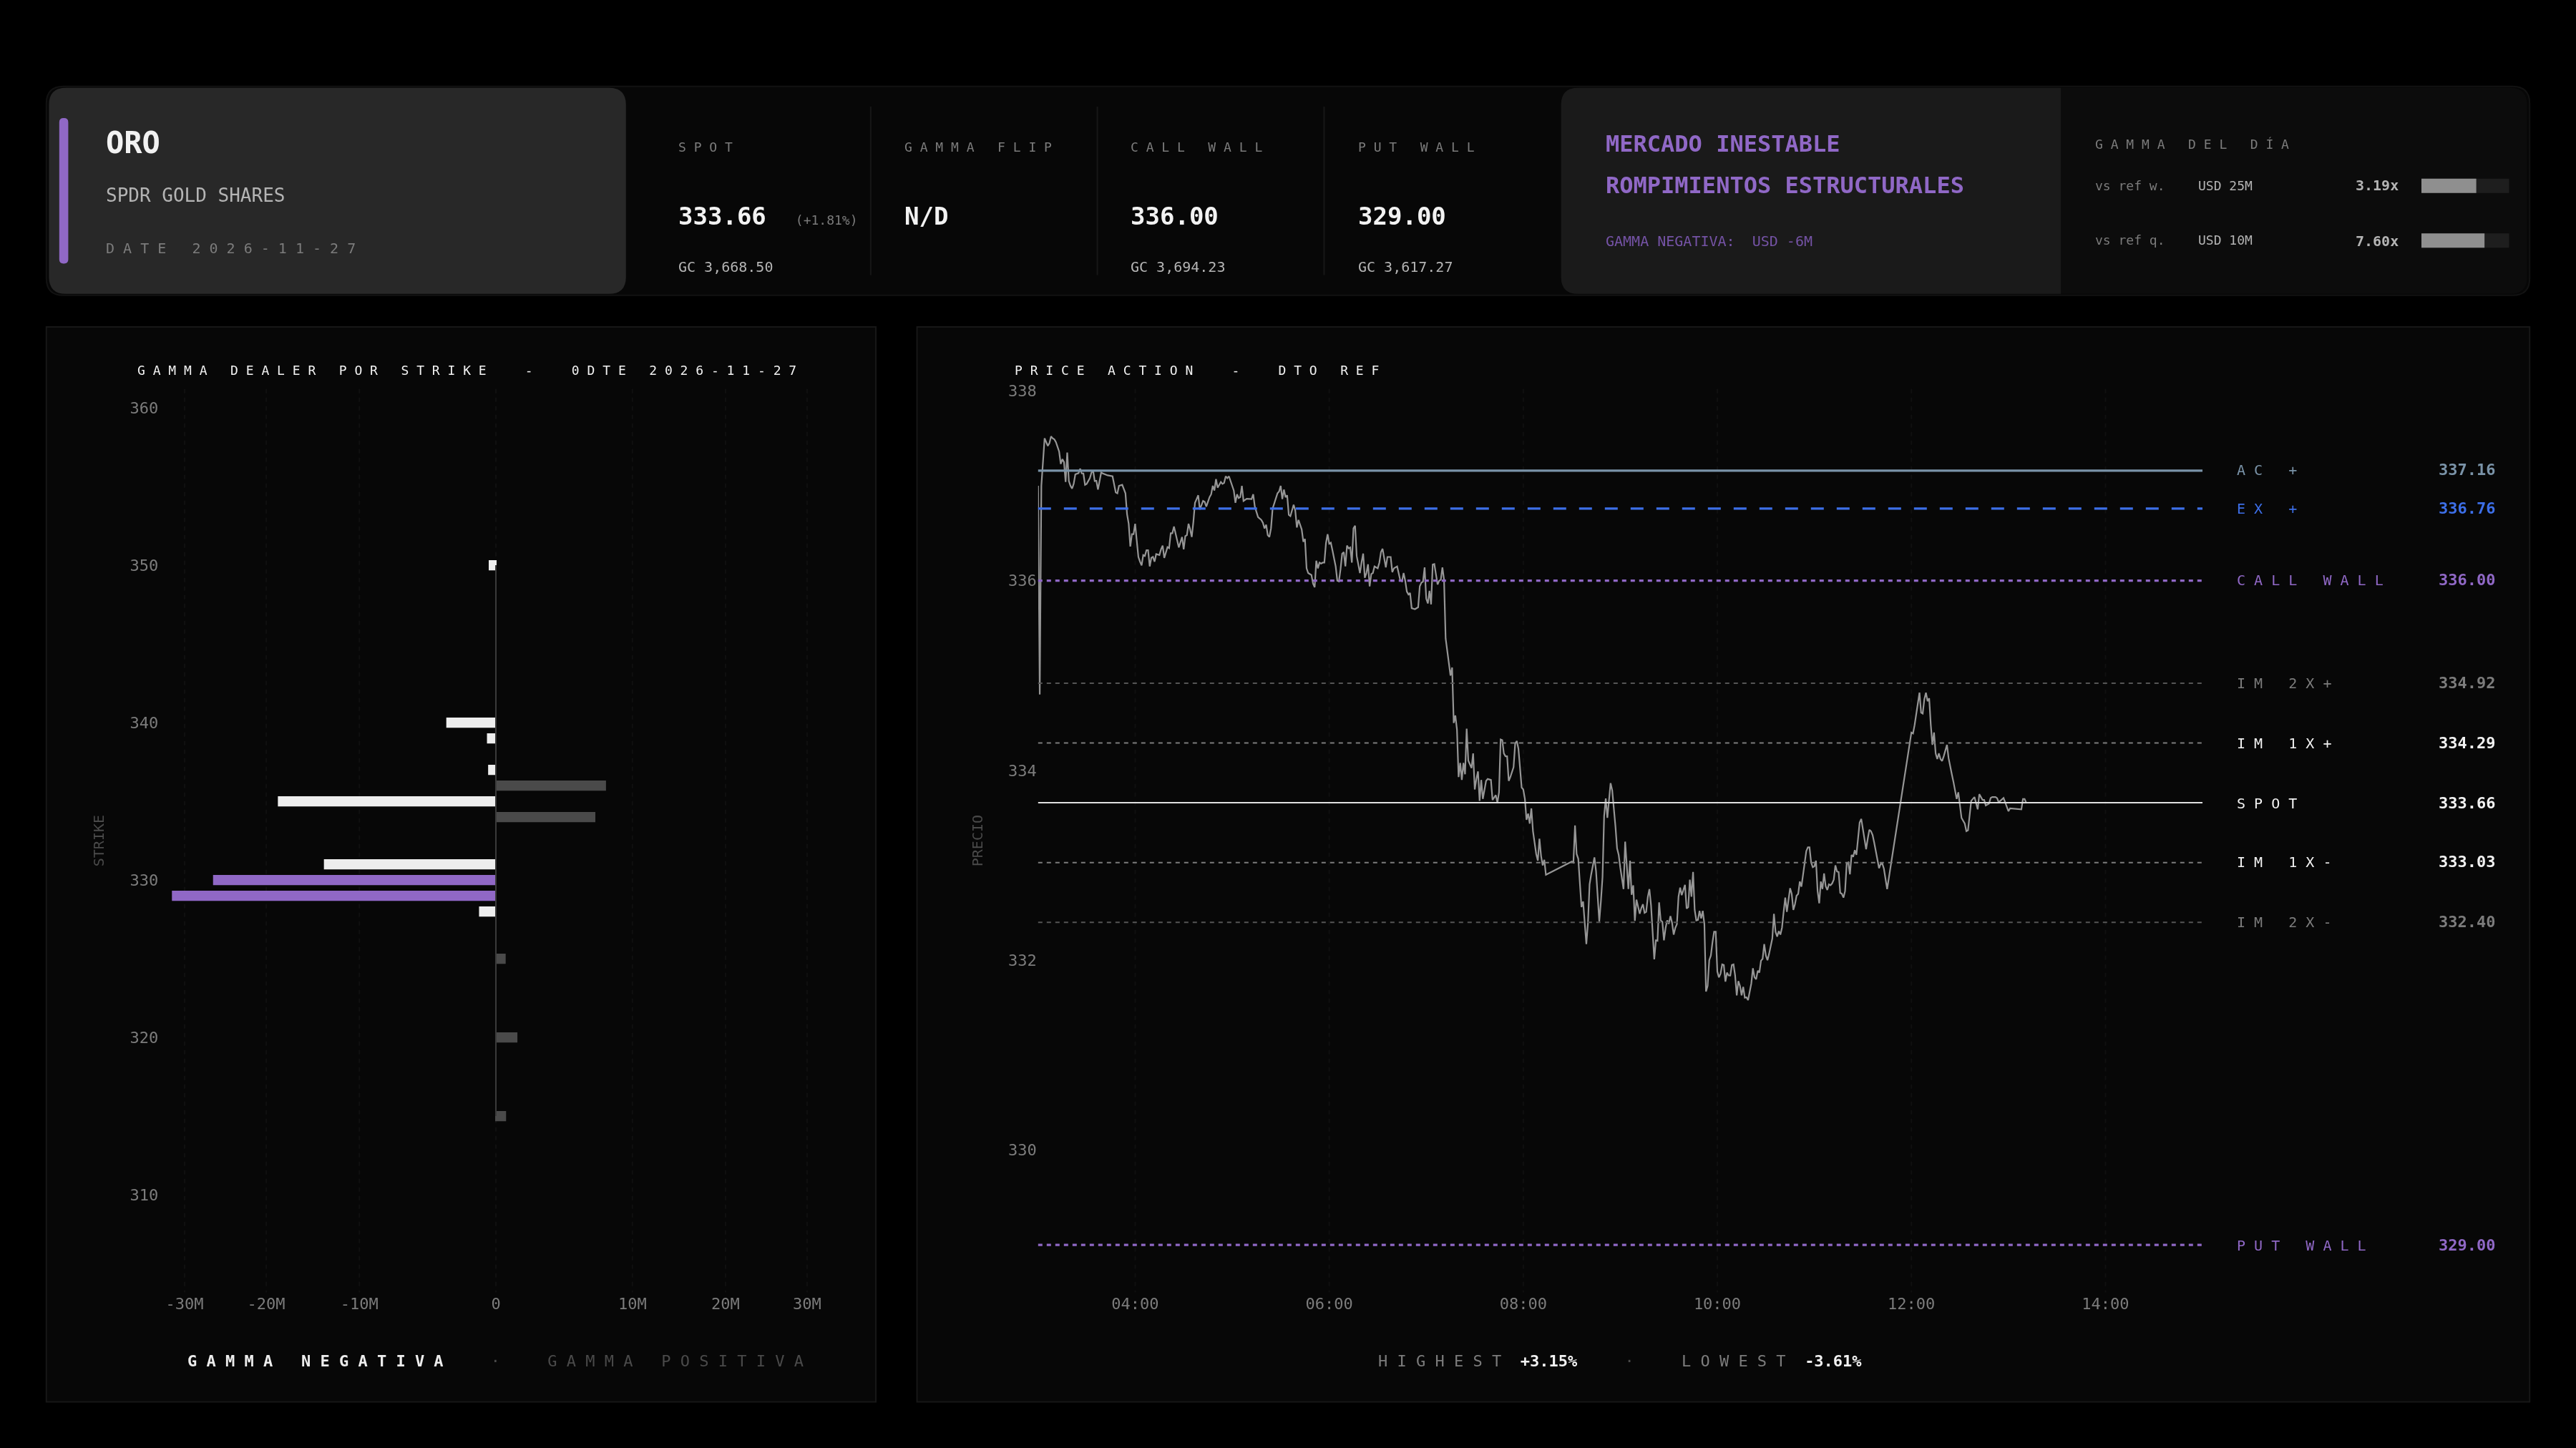 ORO
SPDR GOLD SHARES
DATE 2026-11-27
SPOT
333.66 (+1.81%)
GC 3,668.50
GAMMA FLIP
N/D
CALL WALL
336.00
GC 3,694.23
PUT WALL
329.00
GC 3,617.27
MERCADO INESTABLE
ROMPIMIENTOS ESTRUCTURALES
GAMMA NEGATIVA: USD -6M
GAMMA DEL DÍA
vs ref w. USD 25M 3.19x
vs ref q. USD 10M 7.60x
GAMMA DEALER POR STRIKE - 0DTE 2026-11-27
360
350
340
330
320
310
STRIKE
-30M -20M -10M 0 10M 20M 30M
GAMMA NEGATIVA · GAMMA POSITIVA
PRICE ACTION - DTO REF
338
336
334
332
330
PRECIO
AC + 337.16
EX + 336.76
CALL WALL 336.00
IM 2X+ 334.92
IM 1X+ 334.29
SPOT 333.66
IM 1X- 333.03
IM 2X- 332.40
PUT WALL 329.00
04:00 06:00 08:00 10:00 12:00 14:00
HIGHEST +3.15% · LOWEST -3.61%